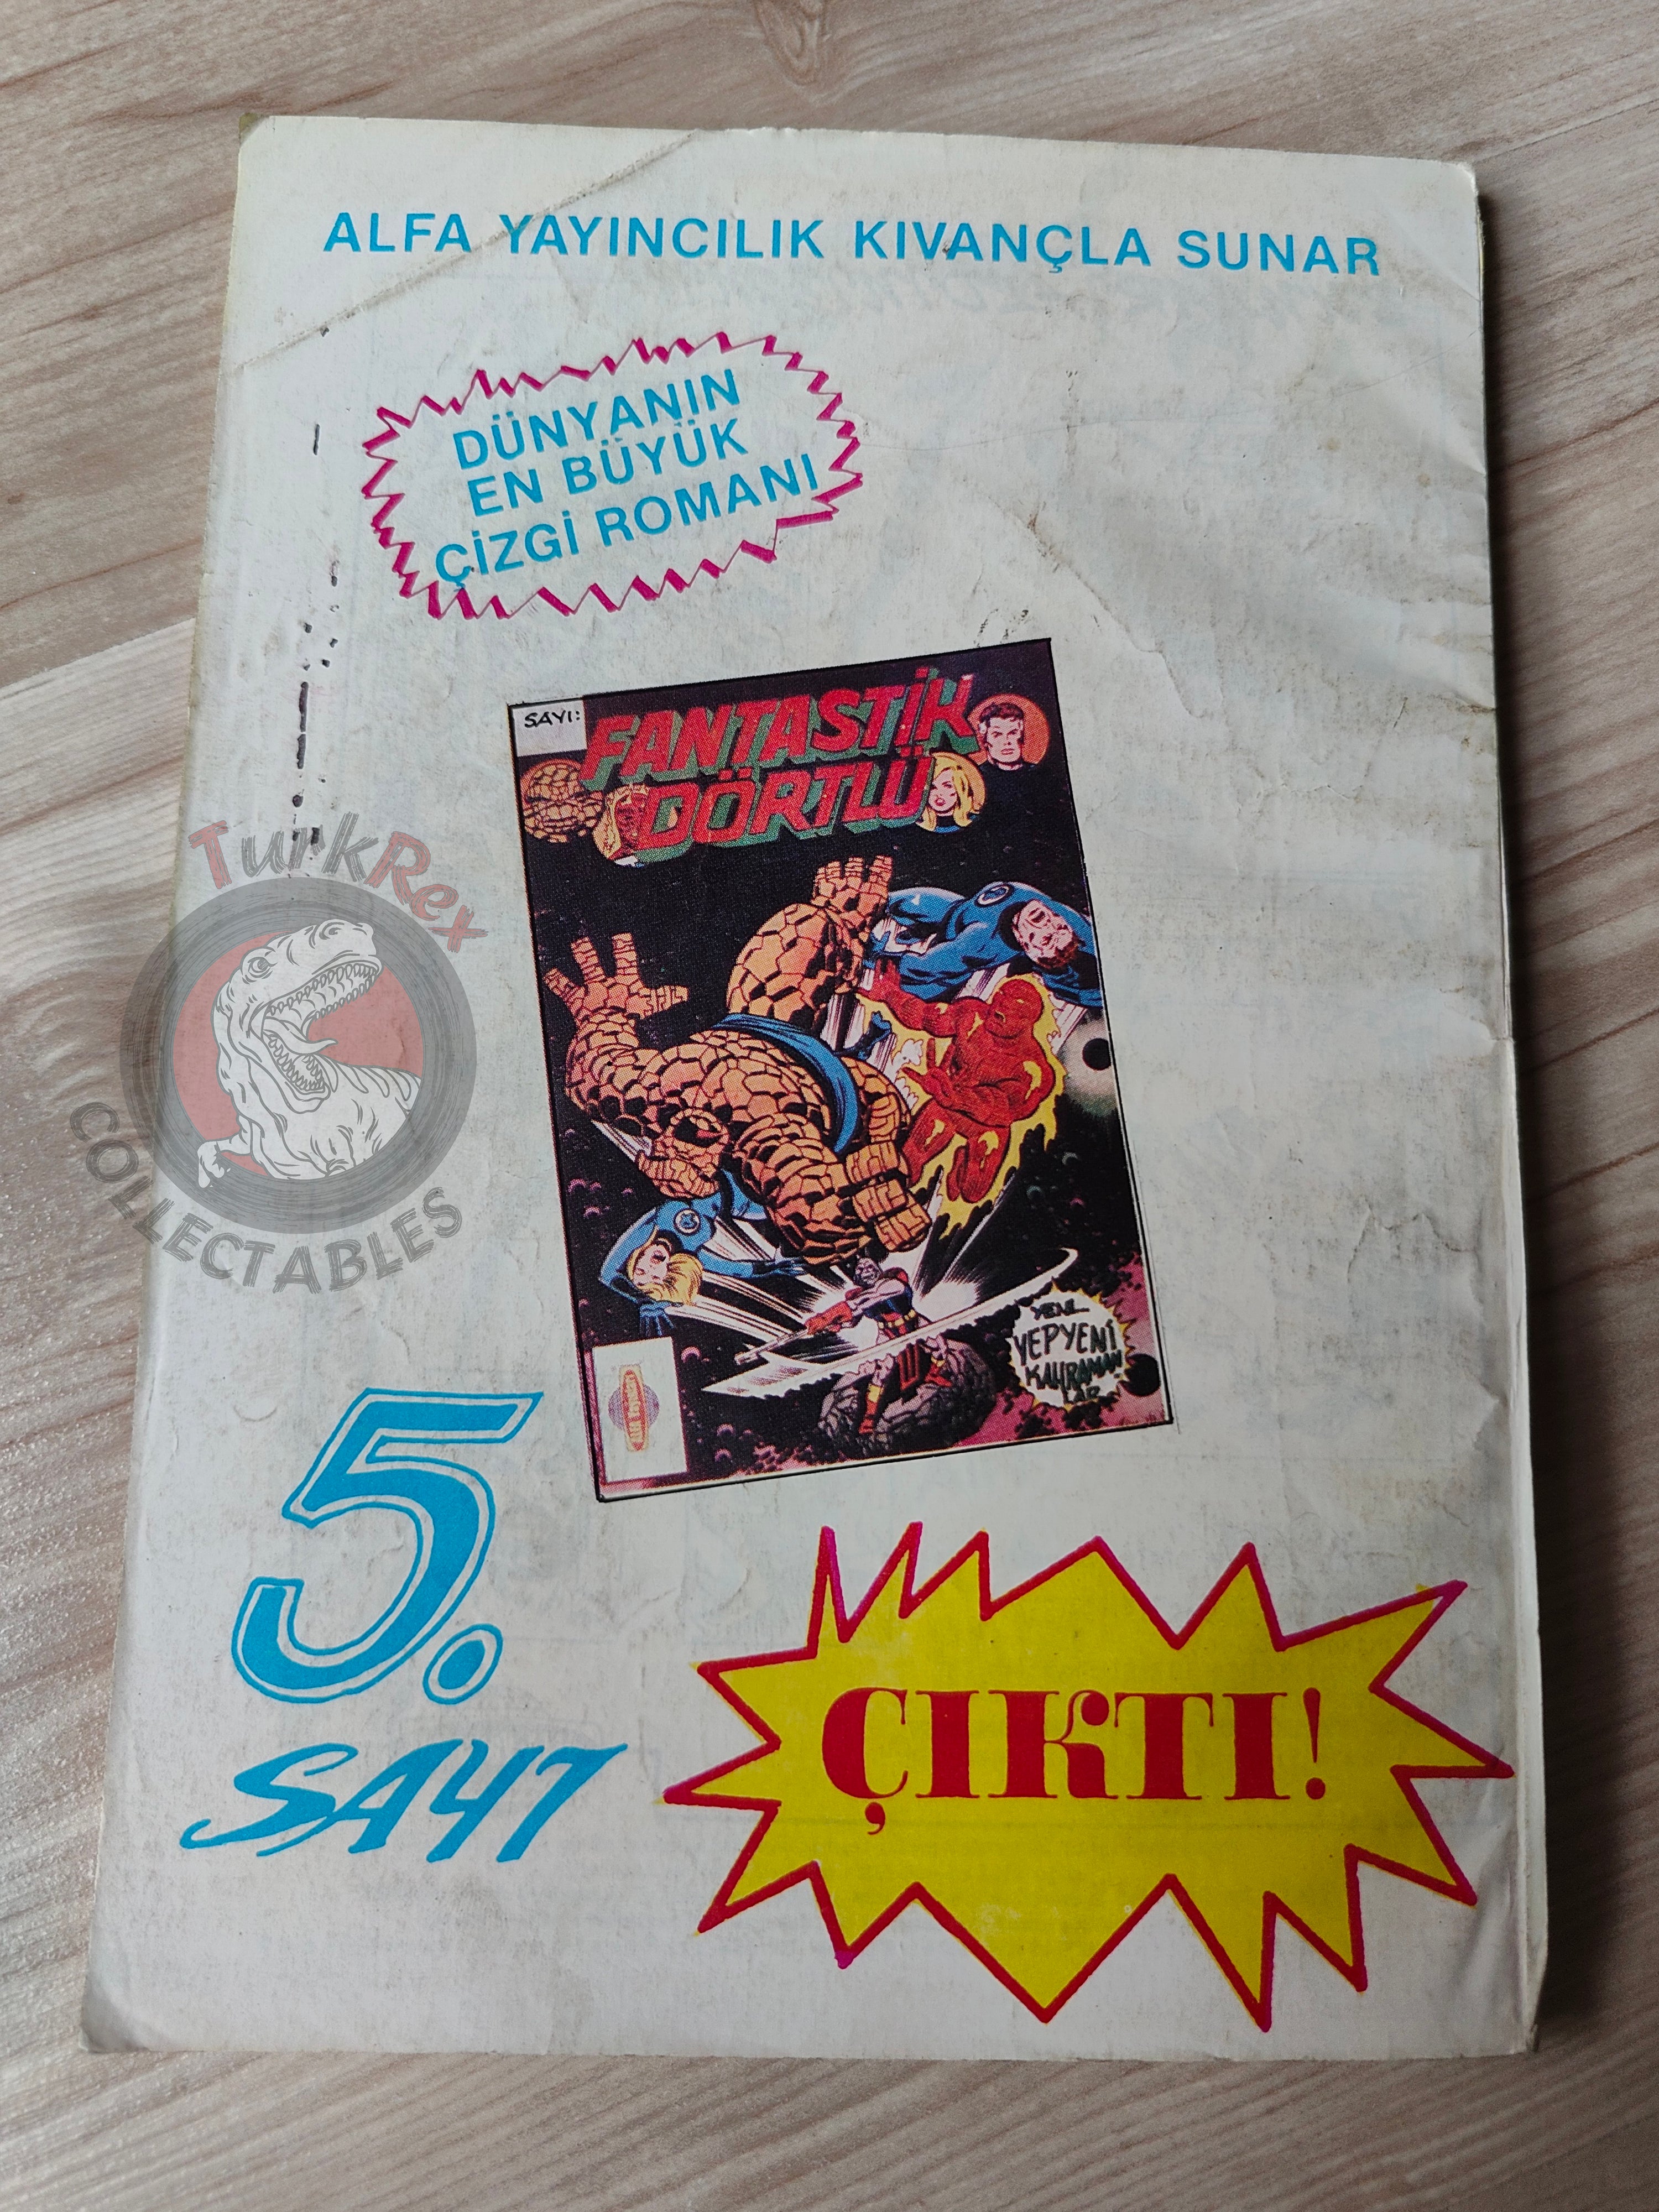 ALFA YAYINCILIK KIVANÇLA SUNAR
DÜNYANIN
EN BÜYÜK
ÇİZGİ ROMANI
SAYI:
FANTASTİK
DÖRTLÜ
TurkRex
COLLECTABLES
YENİ
YEPYENİ
KAHRAMAN
LAR
5.
SAYI
ÇIKTI!